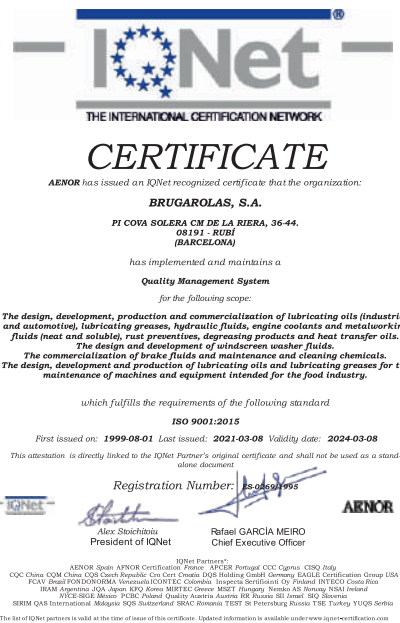 IQNet ®
THE INTERNATIONAL CERTIFICATION NETWORK
CERTIFICATE
AENOR has issued an IQNet recognized certificate that the organization:
BRUGAROLAS, S.A.
PI COVA SOLERA CM DE LA RIERA, 36-44.
08191 - RUBÍ
(BARCELONA)
has implemented and maintains a
Quality Management System
for the following scope:
The design, development, production and commercialization of lubricating oils (industri
and automotive), lubricating greases, hydraulic fluids, engine coolants and metalworkin
fluids (neat and soluble), rust preventives, degreasing products and heat transfer oils.
The design and development of windscreen washer fluids.
The commercialization of brake fluids and maintenance and cleaning chemicals.
The design, development and production of lubricating oils and lubricating greases for t
maintenance of machines and equipment intended for the food industry.
which fulfills the requirements of the following standard
ISO 9001:2015
First issued on: 1999-08-01 Last issued: 2021-03-08 Validity date: 2024-03-08
This attestation is directly linked to the IQNet Partner's original certificate and shall not be used as a stand-
alone document
Registration Number: ES-0269/1995
IQNet
AENOR
Alex Stoichitoiu
President of IQNet
Rafael GARCÍA MEIRO
Chief Executive Officer
IQNet Partners*:
AENOR Spain AFNOR Certification France APCER Portugal CCC Cyprus CISQ Italy
CQC China CQM China CQS Czech Republic Cro Cert Croatia DQS Holding GmbH Germany EAGLE Certification Group USA
FCAV Brazil FONDONORMA Venezuela ICONTEC Colombia Inspecta Sertifiointi Oy Finland INTECO Costa Rica
IRAM Argentina JQA Japan KFQ Korea MIRTEC Greece MSZT Hungary Nemko AS Norway NSAI Ireland
NYCE-SIGE México PCBC Poland Quality Austria Austria RR Russia SII Israel SIQ Slovenia
SIRIM QAS International Malaysia SQS Switzerland SRAC Romania TEST St Petersburg Russia TSE Turkey YUQS Serbia
The list of IQNet partners is valid at the time of issue of this certificate. Updated information is available under www.iqnet-certification.com